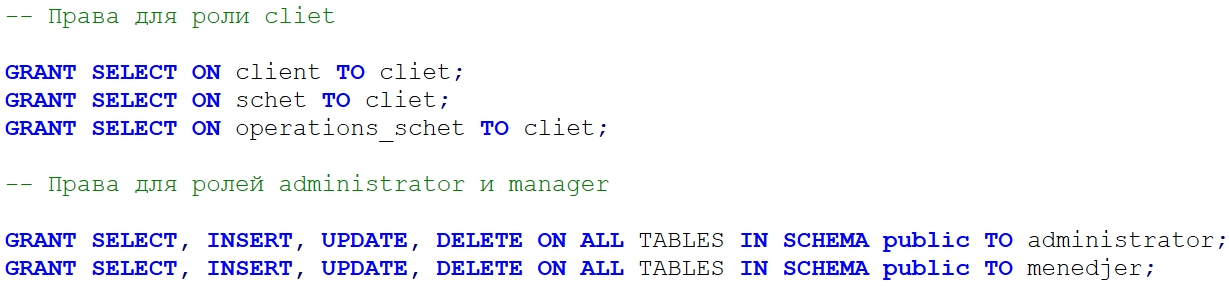 -- Права для роли cliet
GRANT SELECT ON client TO cliet;
GRANT SELECT ON schet TO cliet;
GRANT SELECT ON operations_schet TO cliet;
-- Права для ролей administrator и manager
GRANT SELECT, INSERT, UPDATE, DELETE ON ALL TABLES IN SCHEMA public TO administrator;
GRANT SELECT, INSERT, UPDATE, DELETE ON ALL TABLES IN SCHEMA public TO menedjer;